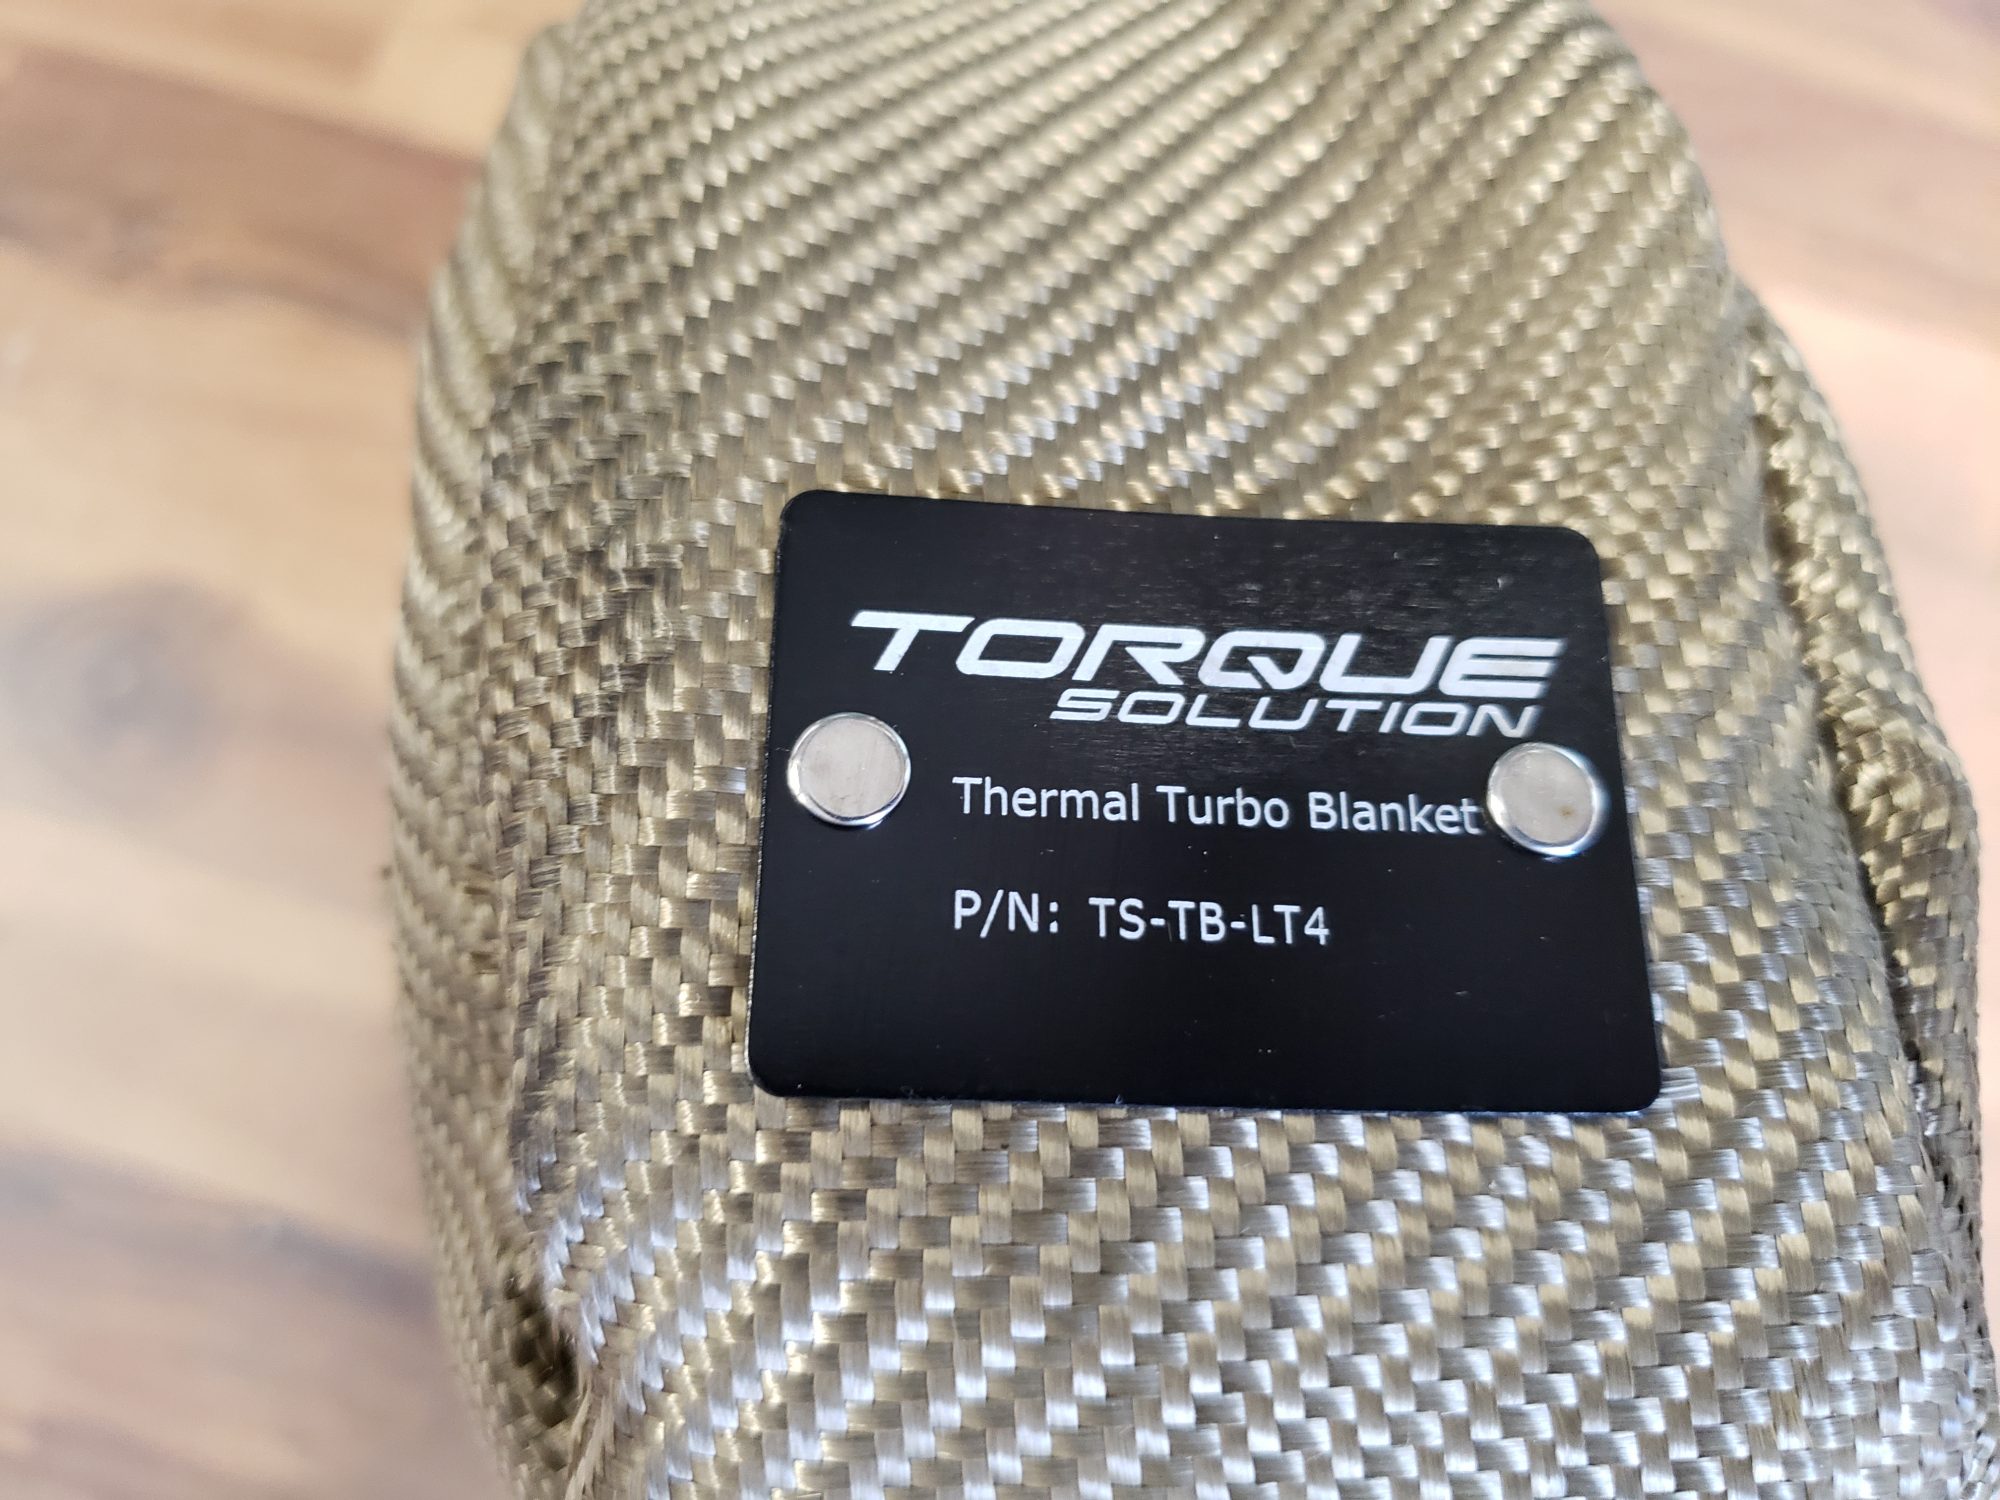 TORQUE
SOLUTION
Thermal Turbo Blanket
P/N: TS-TB-LT4